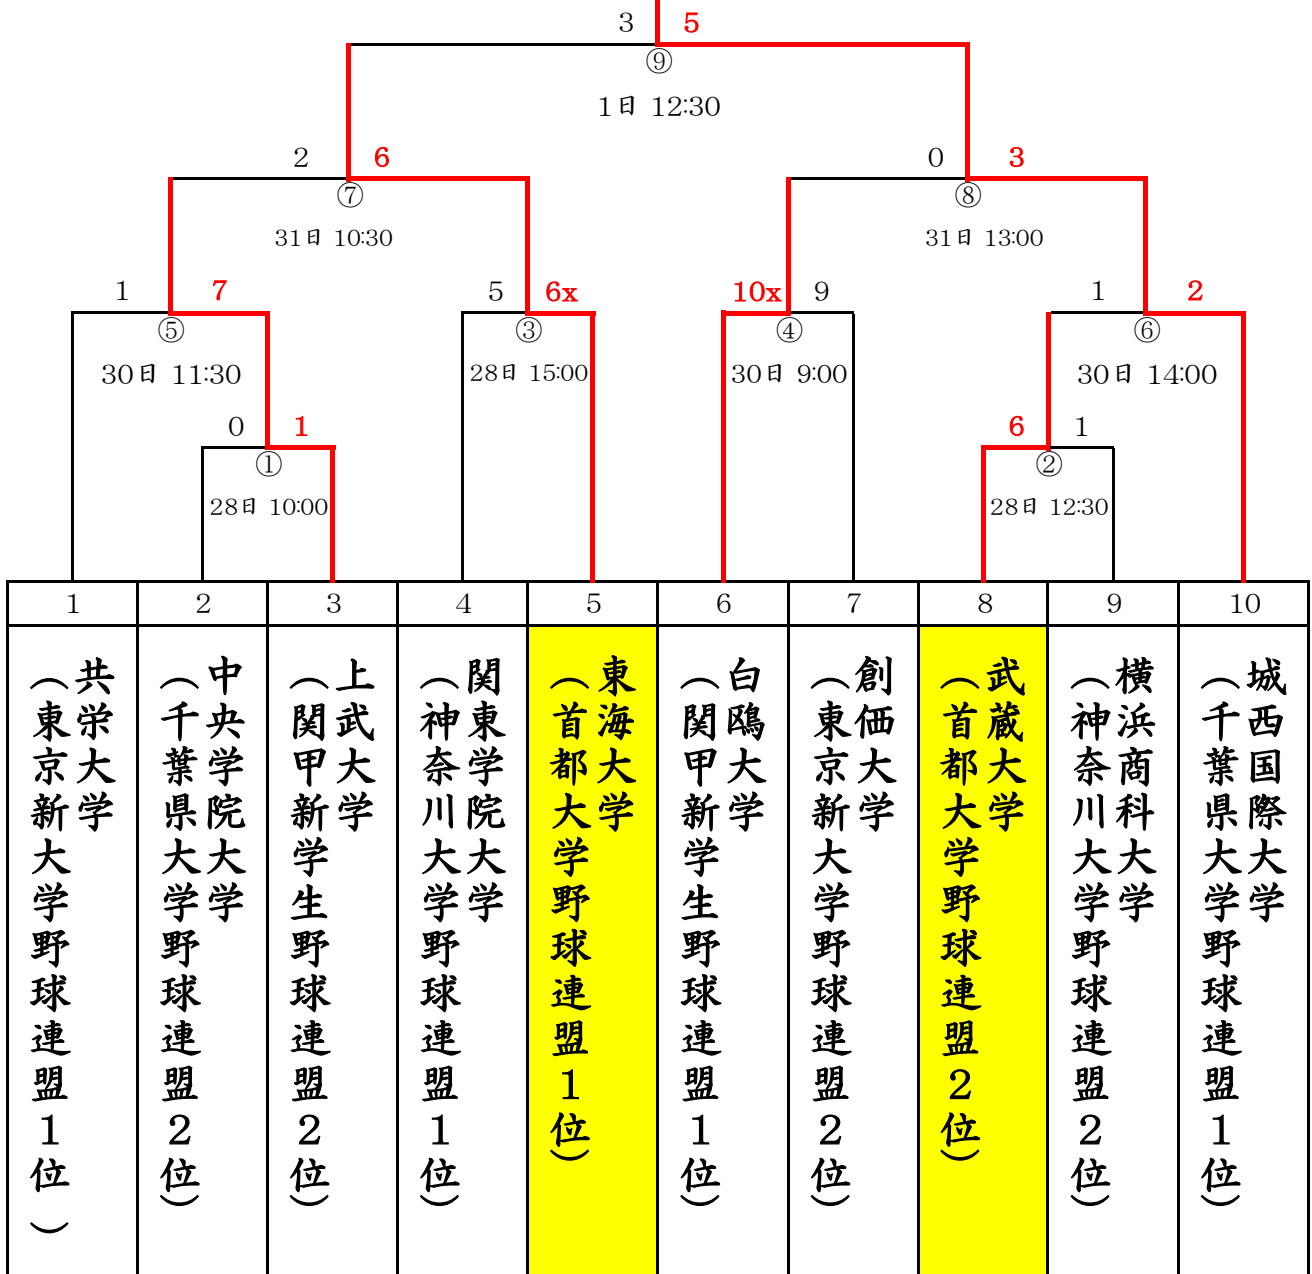 3 5
⑨
1日 12:30
2 6
0 3
⑦
⑧
31日 10:30
31日 13:00
1 7
5 6x
10x 9
1 2
⑤
③
④
⑥
30日 11:30
28日 15:00
30日 9:00
30日 14:00
0 1
6 1
①
②
28日 10:00
28日 12:30
1
2
3
4
5
6
7
8
9
10
共栄大学
（東京新大学野球連盟1位）
中央学院大学
（千葉県大学野球連盟2位）
上武大学
（関甲新学生野球連盟2位）
関東学院大学
（神奈川大学野球連盟1位）
東海大学
（首都大学野球連盟1位）
白鴎大学
（関甲新学生野球連盟1位）
創価大学
（東京新大学野球連盟2位）
武蔵大学
（首都大学野球連盟2位）
横浜商科大学
（神奈川大学野球連盟2位）
城西国際大学
（千葉県大学野球連盟1位）